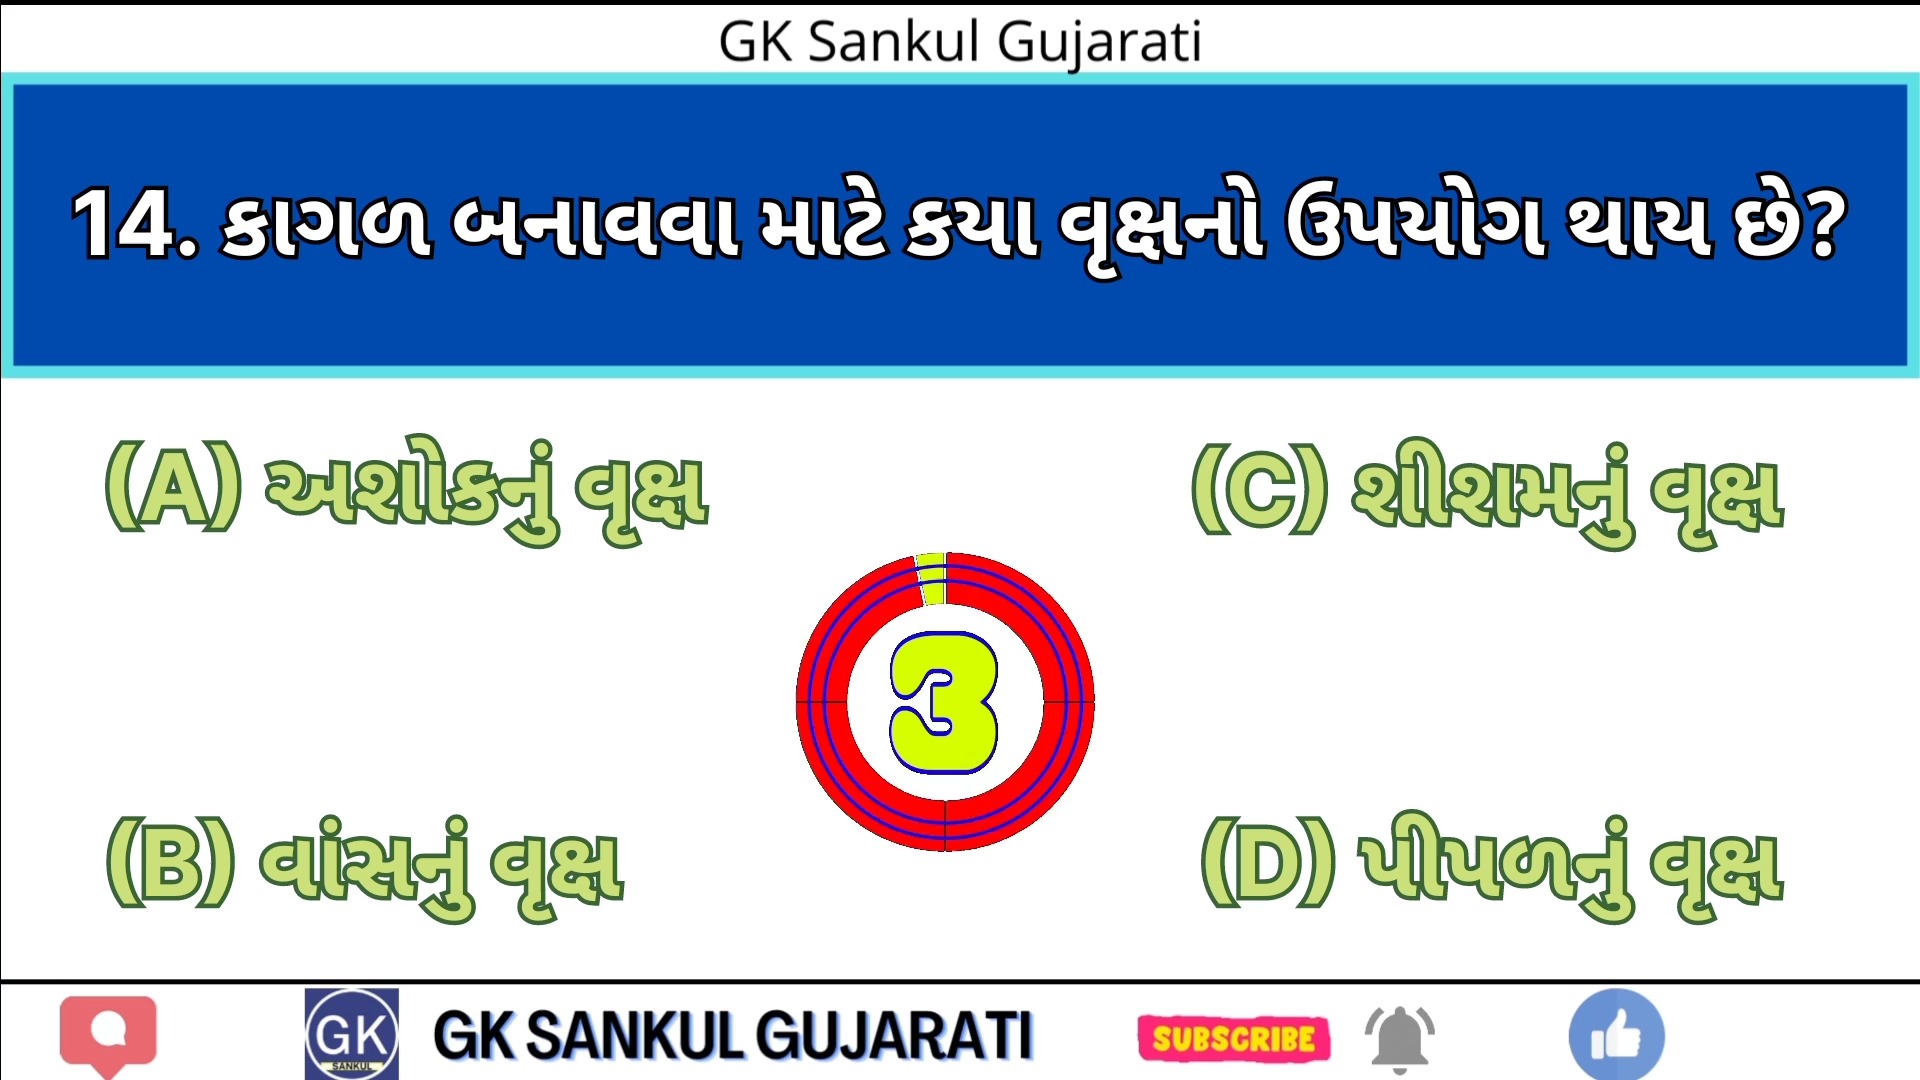 GK Sankul Gujarati
14. કાગળ બનાવવા માટે કયા વૃક્ષનો ઉપયોગ થાય છે?
(A) અશોકનું વૃક્ષ
(C) શીશમનું વૃક્ષ
3
(B) વાંસનું વૃક્ષ
(D) પીપળનું વૃક્ષ
GK
SANKUL
GK SANKUL GUJARATI
SUBSCRIBE